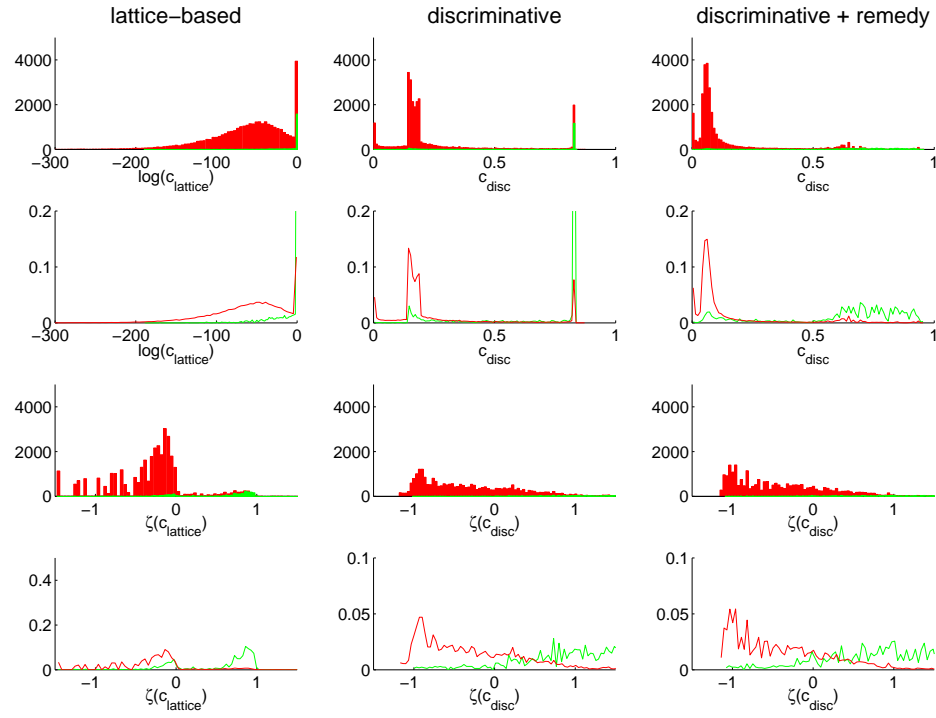 lattice−based discriminative discriminative + remedy
4000 4000 4000
2000 2000 2000
0 0 0
−300 −200 −100 0 0 0.5 1 0 0.5 1
log(c_lattice) c_disc c_disc
0.2 0.2 0.2
0.1 0.1 0.1
0 0 0
−300 −200 −100 0 0 0.5 1 0 0.5 1
log(c_lattice) c_disc c_disc
4000 4000 4000
2000 2000 2000
0 0 0
−1 0 1 −1 0 1 −1 0 1
ζ(c_lattice) ζ(c_disc) ζ(c_disc)
0.4 0.1 0.1
0.2 0.05 0.05
0 0 0
−1 0 1 −1 0 1 −1 0 1
ζ(c_lattice) ζ(c_disc) ζ(c_disc)